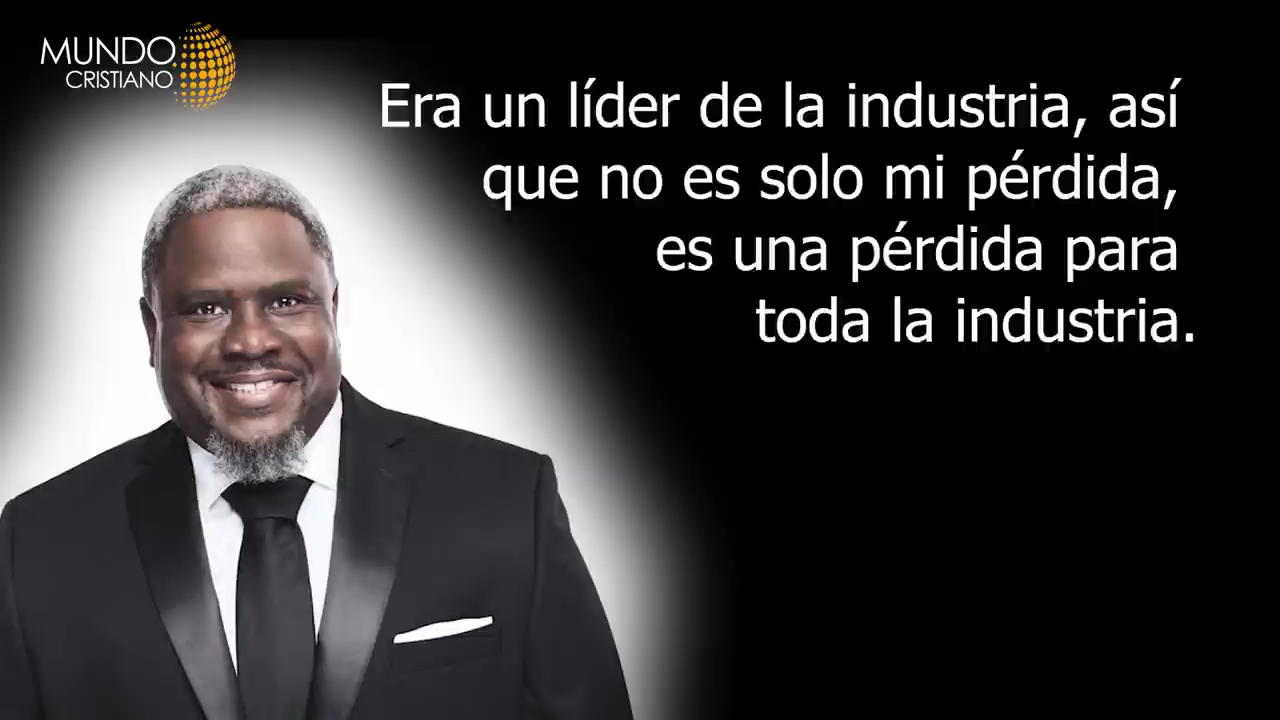 MUNDO
CRISTIANO
Era un líder de la industria, así
que no es solo mi pérdida,
es una pérdida para
toda la industria.